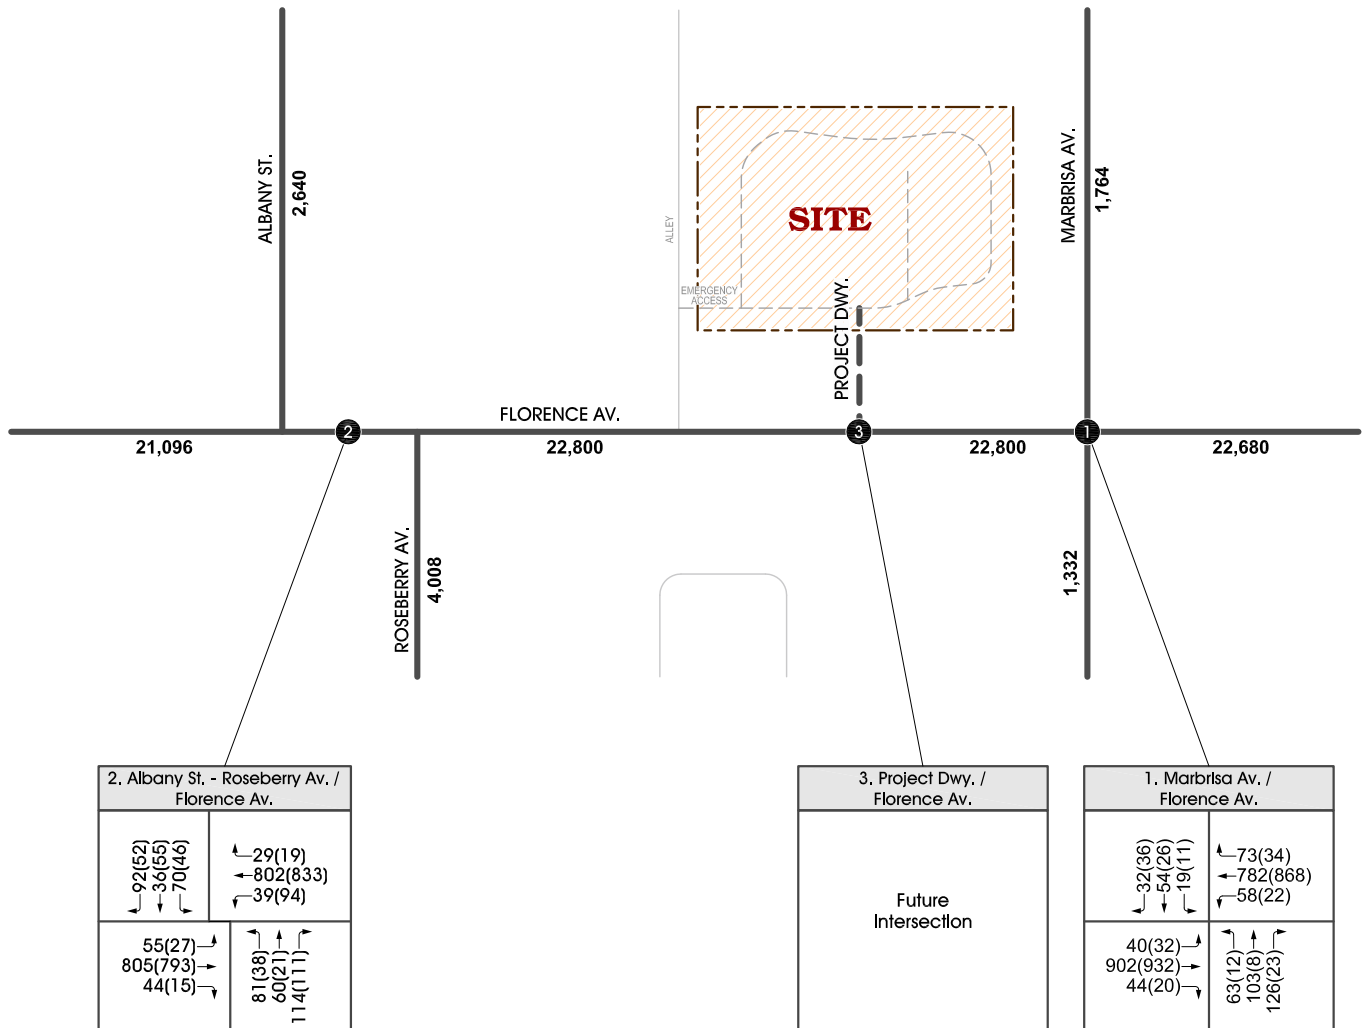 ALBANY ST.
2,640
ALLEY
SITE
EMERGENCY
ACCESS
PROJECT DWY.
MARBRISA AV.
1,764
FLORENCE AV.
2
3
1
21,096
22,800
22,800
22,680
ROSEBERRY AV.
4,008
1,332
2. Albany St. - Roseberry Av. /
Florence Av.
92(52)
36(55)
70(46)
29(19)
802(833)
39(94)
55(27)
805(793)
44(15)
81(38)
60(21)
114(111)
3. Project Dwy. /
Florence Av.
Future
Intersection
1. Marbrisa Av. /
Florence Av.
32(36)
54(26)
19(11)
73(34)
782(868)
58(22)
40(32)
902(932)
44(20)
63(12)
103(8)
126(23)